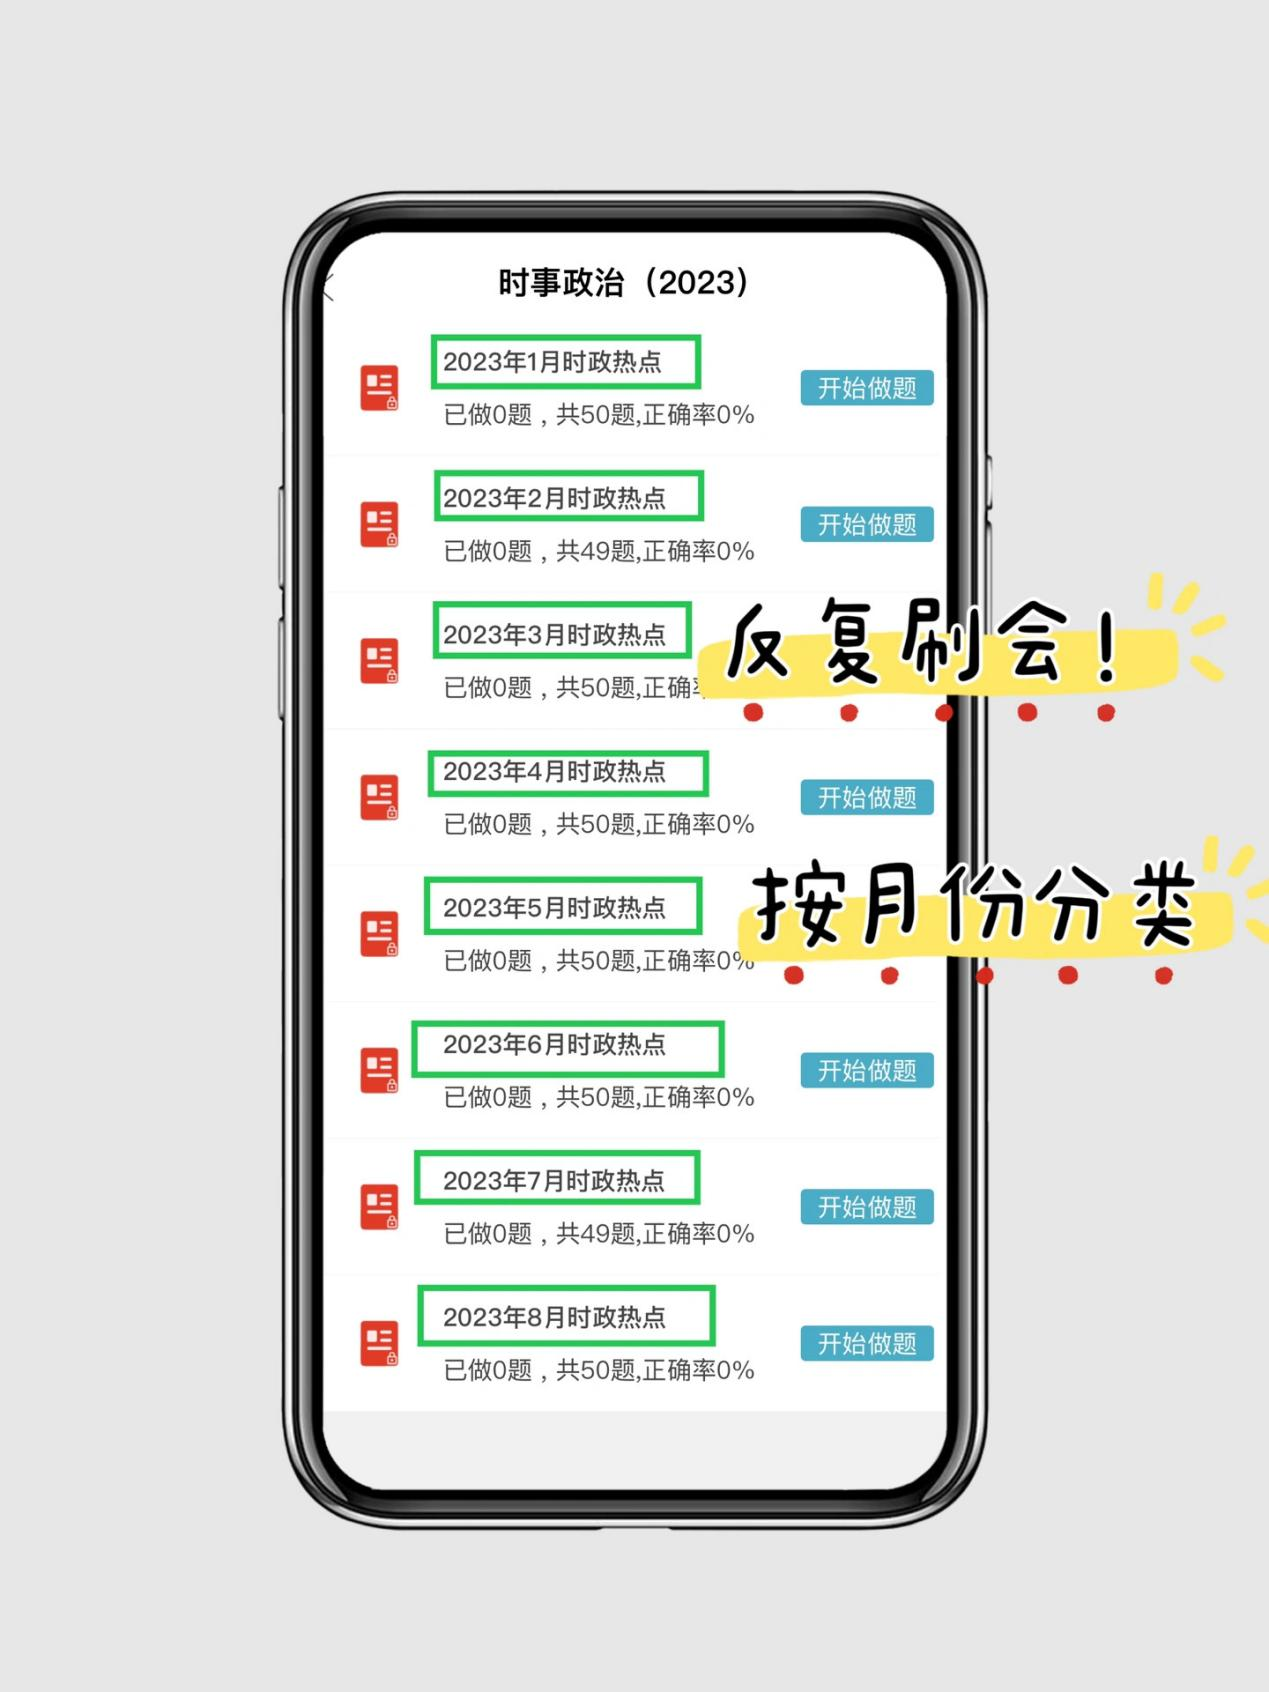 时事政治（2023）
2023年1月时政热点
已做0题，共50题,正确率0%
开始做题
2023年2月时政热点
已做0题，共49题,正确率0%
开始做题
2023年3月时政热点
已做0题，共50题,正确
反复刷会！
2023年4月时政热点
已做0题，共50题,正确率0%
开始做题
2023年5月时政热点
已做0题，共50题,正确率0%
按月份分类
2023年6月时政热点
已做0题，共50题,正确率0%
开始做题
2023年7月时政热点
已做0题，共49题,正确率0%
开始做题
2023年8月时政热点
已做0题，共50题,正确率0%
开始做题